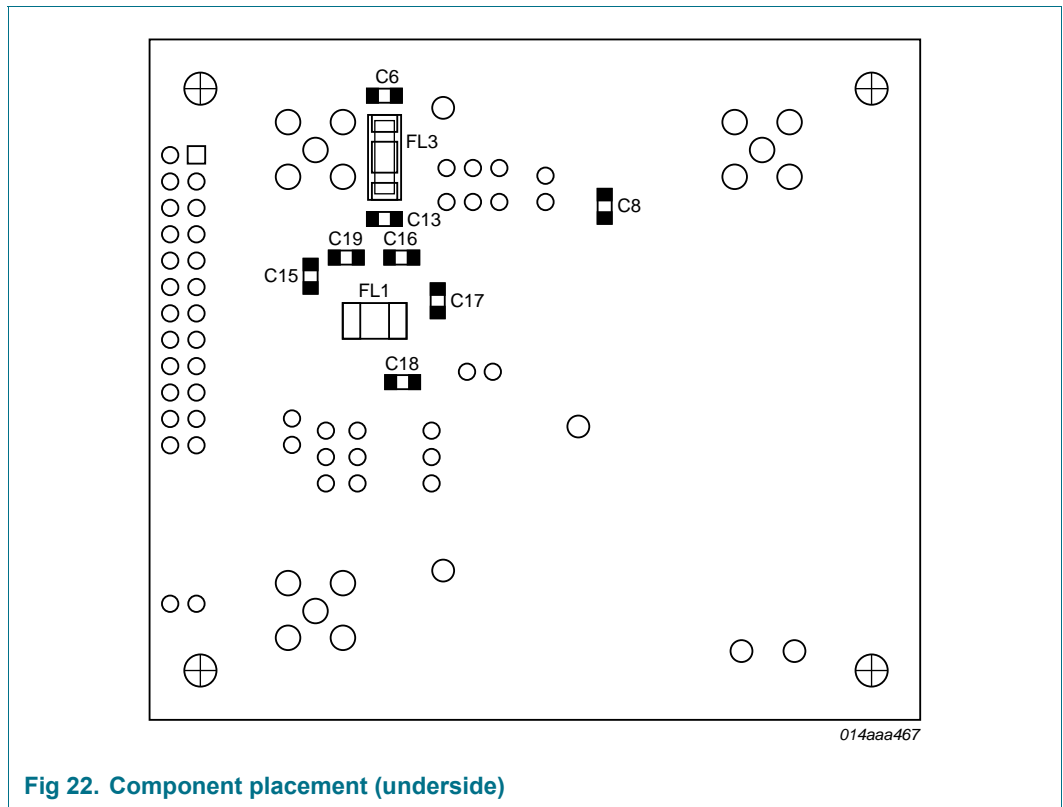 C6
FL3
C8
C13
C19 C16
C15
FL1
C17
C18
014aaa467
Fig 22. Component placement (underside)